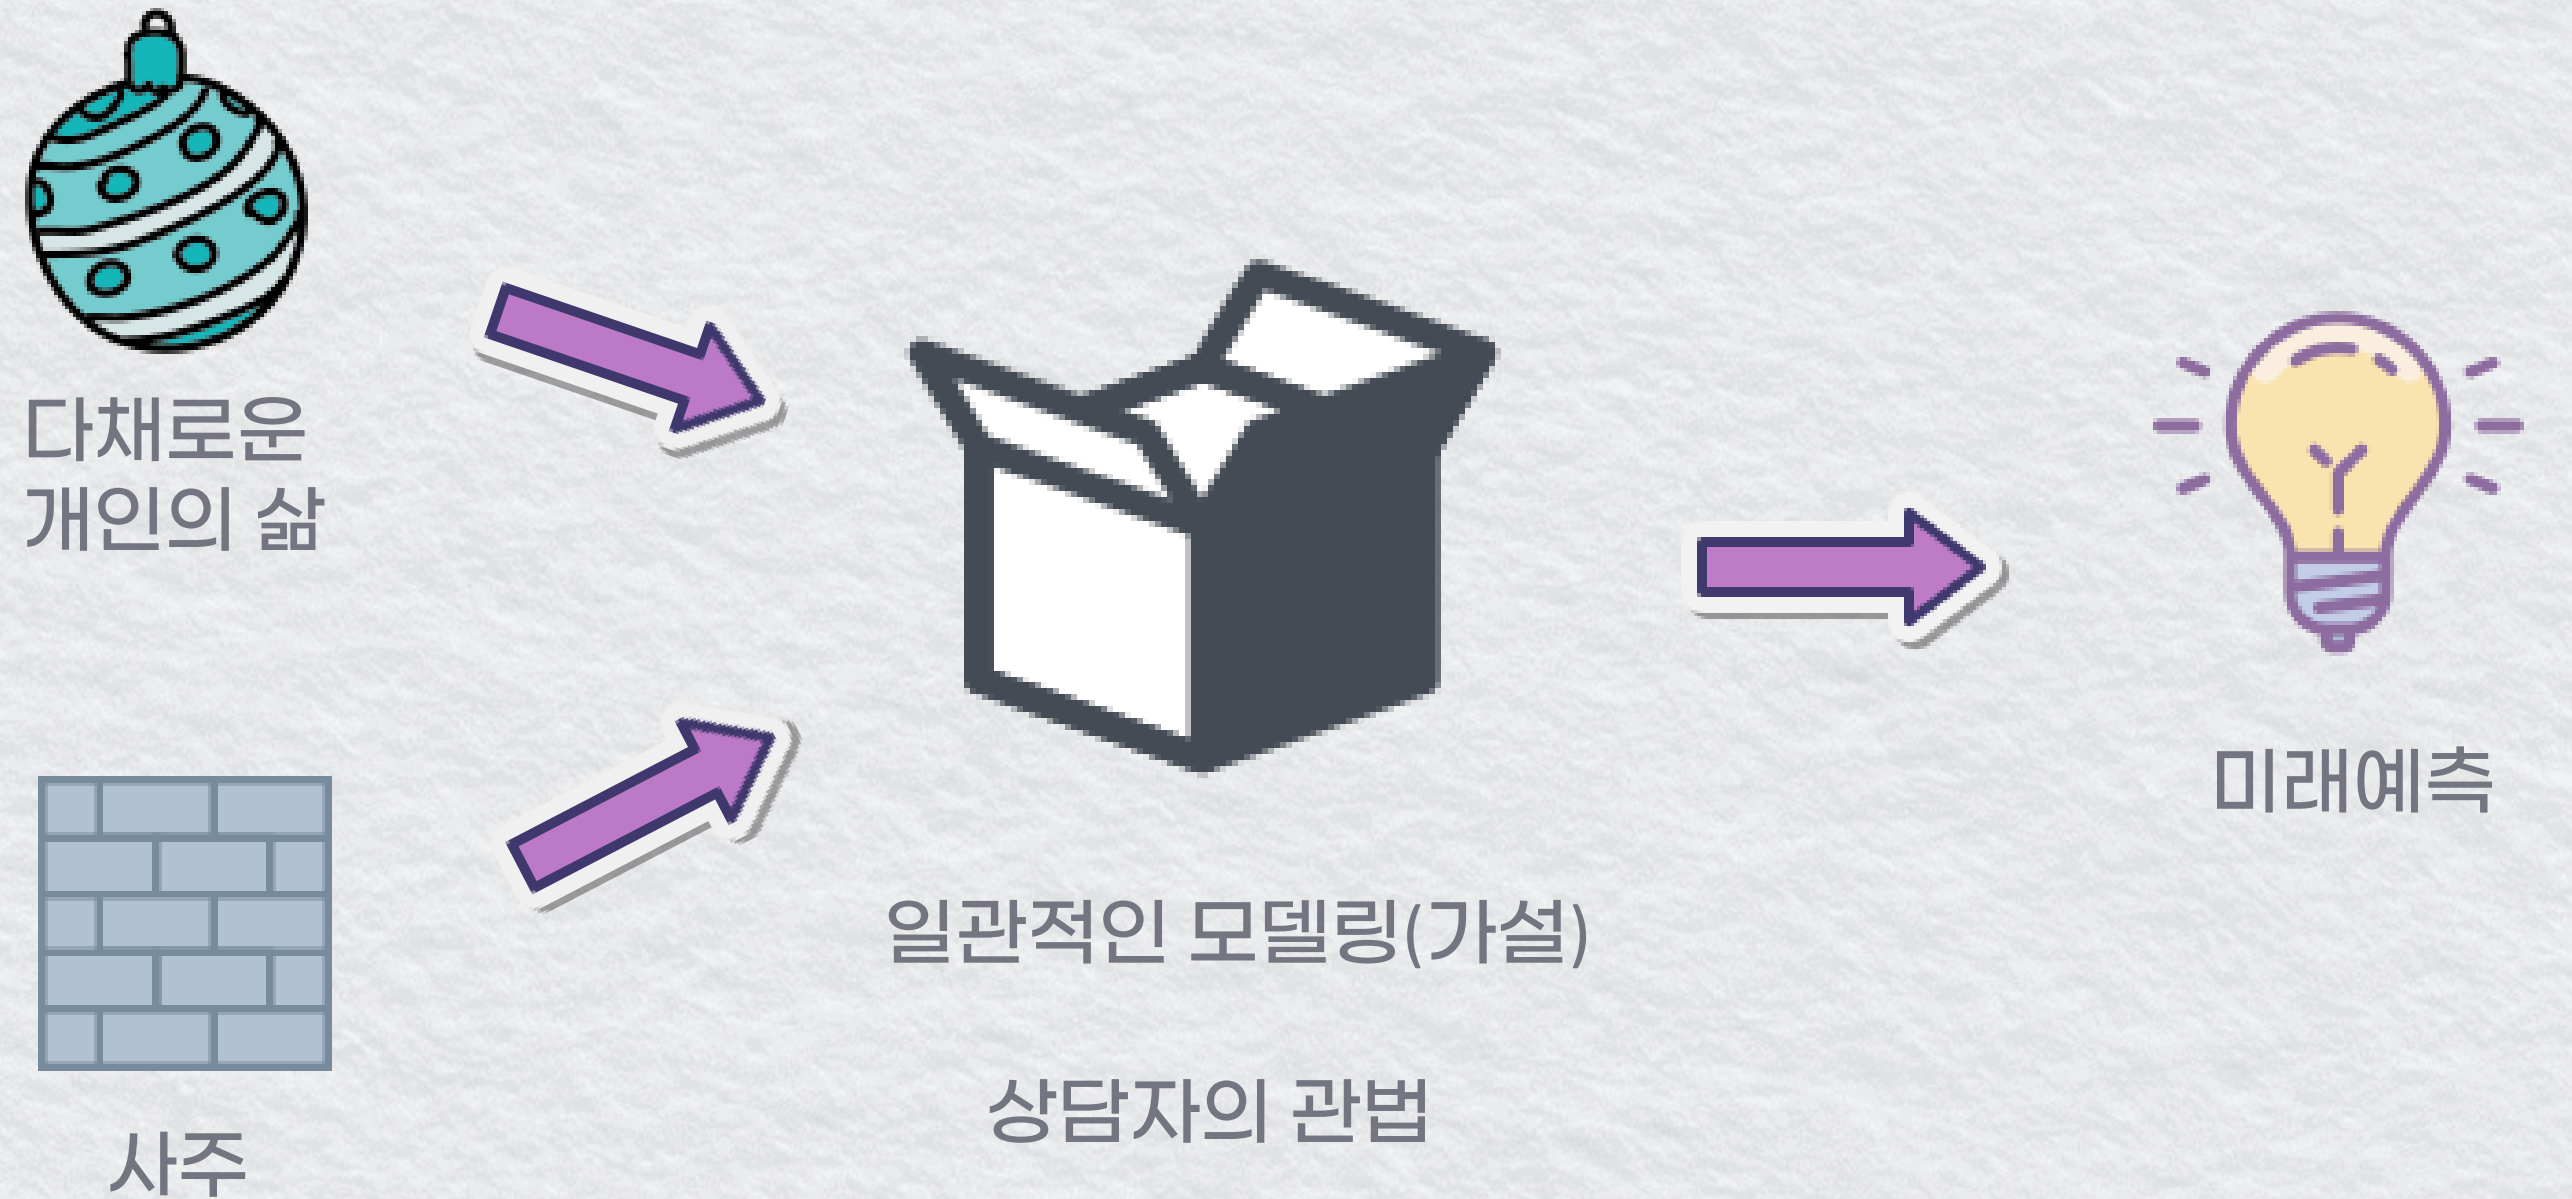 다채로운
개인의 삶
사주
일관적인 모델링(가설)
상담자의 관법
미래예측